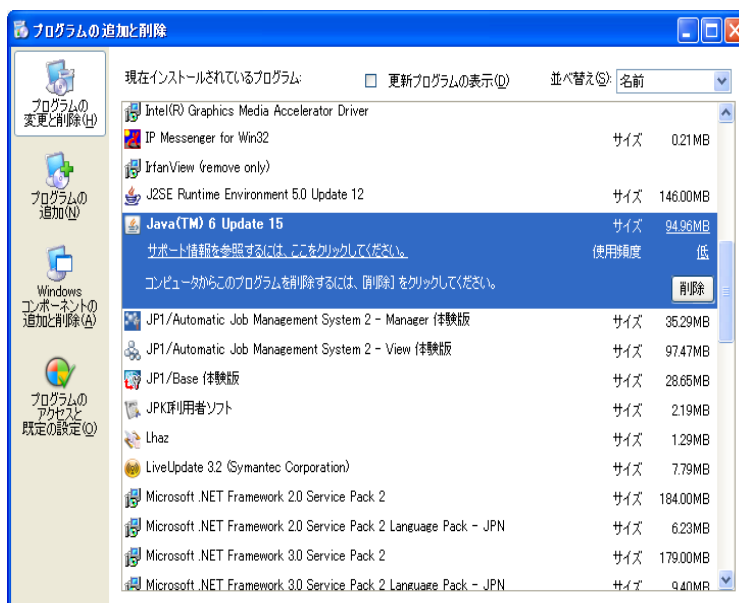 プログラムの追加と削除
現在インストールされているプログラム:
更新プログラムの表示(D)
並べ替え(S):
名前
プログラムの
変更と削除(H)
プログラムの
追加(N)
Windows
コンポーネントの
追加と削除(A)
プログラムの
アクセスと
既定の設定(O)
Intel(R) Graphics Media Accelerator Driver
IP Messenger for Win32 サイズ 0.21MB
IrfanView (remove only)
J2SE Runtime Environment 5.0 Update 12 サイズ 146.00MB
Java(TM) 6 Update 15 サイズ 94.96MB
サポート情報を参照するには、ここをクリックしてください。 使用頻度 低
コンピュータからこのプログラムを削除するには、[削除] をクリックしてください。 削除
JP1/Automatic Job Management System 2 - Manager 体験版 サイズ 35.29MB
JP1/Automatic Job Management System 2 - View 体験版 サイズ 97.47MB
JP1/Base 体験版 サイズ 28.65MB
JPKI利用者ソフト サイズ 2.19MB
Lhaz サイズ 1.29MB
LiveUpdate 3.2 (Symantec Corporation) サイズ 7.79MB
Microsoft .NET Framework 2.0 Service Pack 2 サイズ 184.00MB
Microsoft .NET Framework 2.0 Service Pack 2 Language Pack - JPN サイズ 6.23MB
Microsoft .NET Framework 3.0 Service Pack 2 サイズ 179.00MB
Microsoft .NET Framework 3.0 Service Pack 2 Language Pack - JPN サイズ 9.40MB